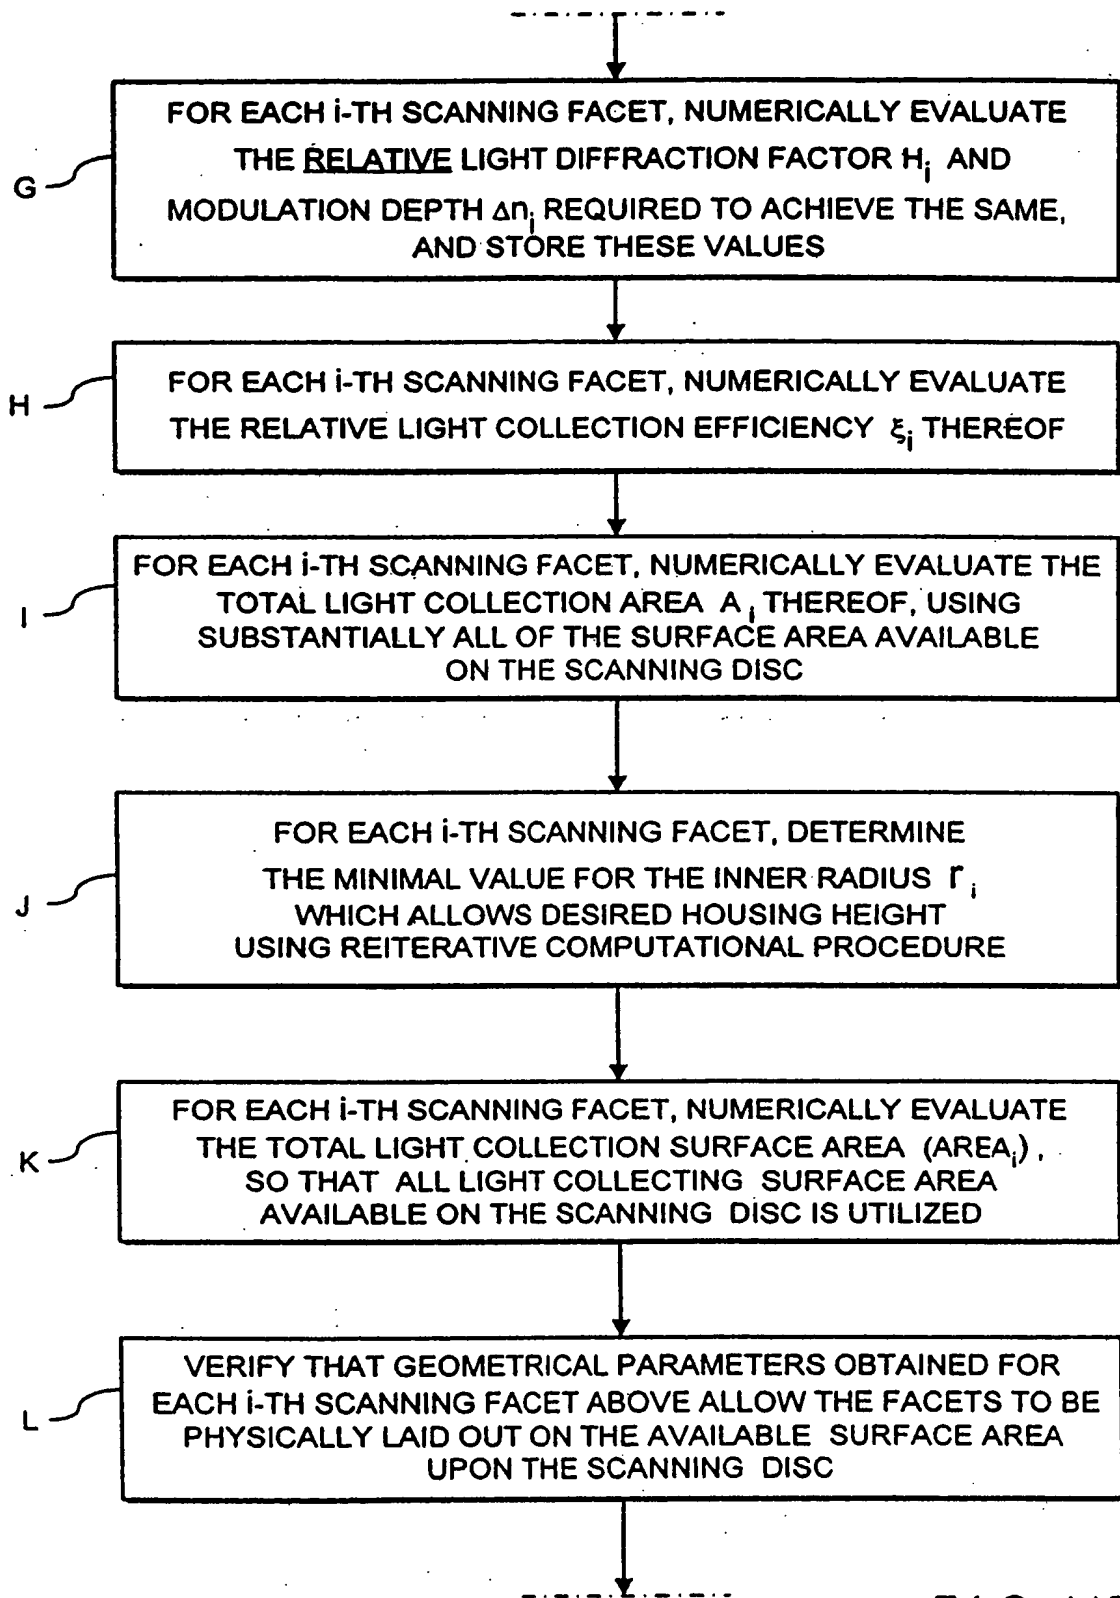 FOR EACH i-TH SCANNING FACET, NUMERICALLY EVALUATE
THE RELATIVE LIGHT DIFFRACTION FACTOR Hi AND
MODULATION DEPTH Δni REQUIRED TO ACHIEVE THE SAME,
AND STORE THESE VALUES
G
FOR EACH i-TH SCANNING FACET, NUMERICALLY EVALUATE
THE RELATIVE LIGHT COLLECTION EFFICIENCY ξi THEREOF
H
FOR EACH i-TH SCANNING FACET, NUMERICALLY EVALUATE THE
TOTAL LIGHT COLLECTION AREA Ai THEREOF, USING
SUBSTANTIALLY ALL OF THE SURFACE AREA AVAILABLE
ON THE SCANNING DISC
I
FOR EACH i-TH SCANNING FACET, DETERMINE
THE MINIMAL VALUE FOR THE INNER RADIUS ri
WHICH ALLOWS DESIRED HOUSING HEIGHT
USING REITERATIVE COMPUTATIONAL PROCEDURE
J
FOR EACH i-TH SCANNING FACET, NUMERICALLY EVALUATE
THE TOTAL LIGHT COLLECTION SURFACE AREA (AREAi),
SO THAT ALL LIGHT COLLECTING SURFACE AREA
AVAILABLE ON THE SCANNING DISC IS UTILIZED
K
VERIFY THAT GEOMETRICAL PARAMETERS OBTAINED FOR
EACH i-TH SCANNING FACET ABOVE ALLOW THE FACETS TO BE
PHYSICALLY LAID OUT ON THE AVAILABLE SURFACE AREA
UPON THE SCANNING DISC
L